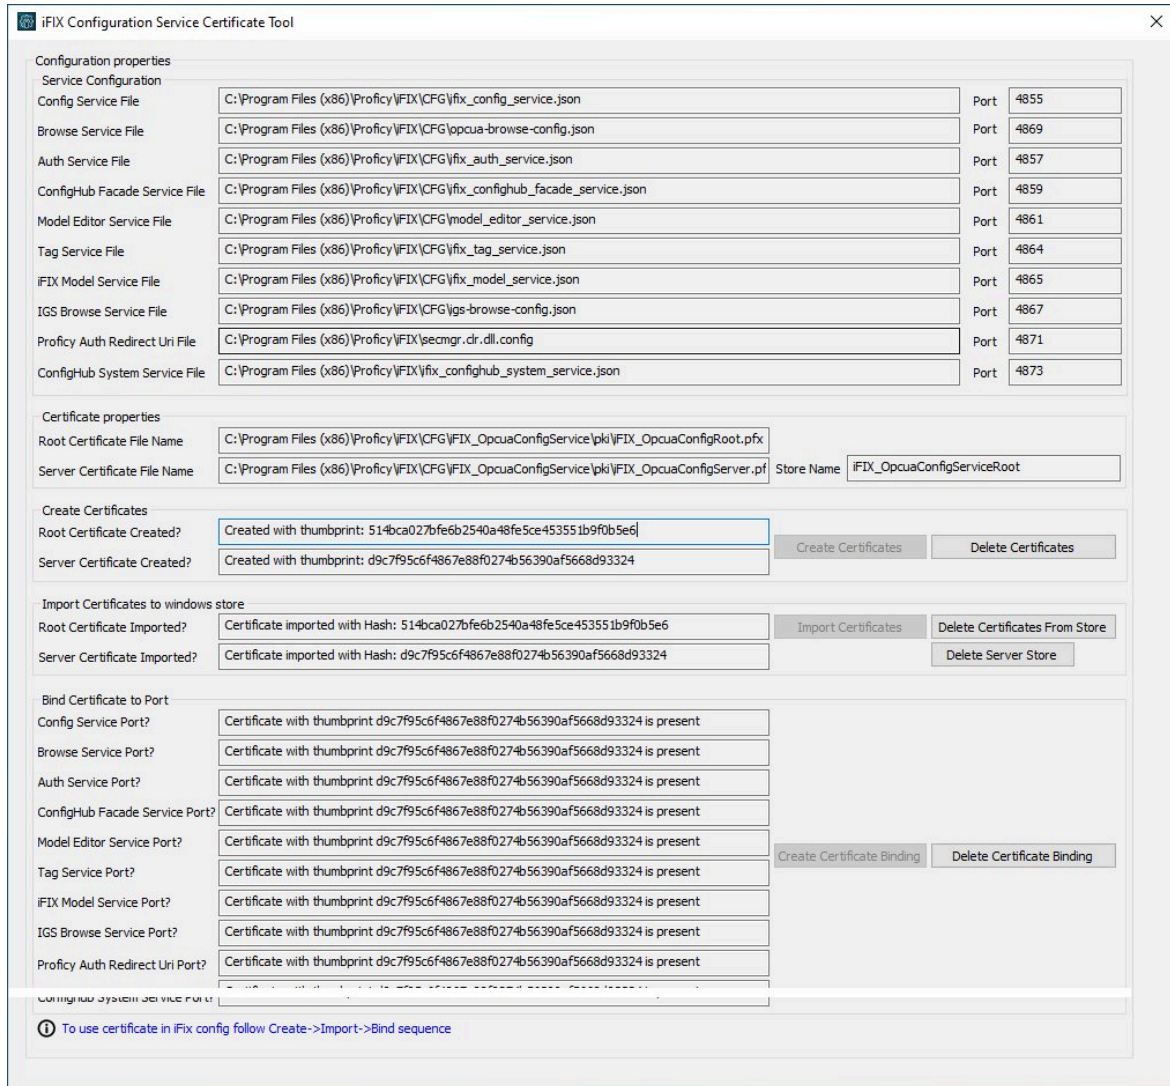 iFIX Configuration Service Certificate Tool
Configuration properties
Service Configuration
Config Service File C:\Program Files (x86)\Proficy\iFIX\CFG\ifix_config_service.json Port 4855
Browse Service File C:\Program Files (x86)\Proficy\iFIX\CFG\opcua-browse-config.json Port 4869
Auth Service File C:\Program Files (x86)\Proficy\iFIX\CFG\ifix_auth_service.json Port 4857
ConfigHub Facade Service File C:\Program Files (x86)\Proficy\iFIX\CFG\ifix_confighub_facade_service.json Port 4859
Model Editor Service File C:\Program Files (x86)\Proficy\iFIX\CFG\model_editor_service.json Port 4861
Tag Service File C:\Program Files (x86)\Proficy\iFIX\CFG\ifix_tag_service.json Port 4864
iFIX Model Service File C:\Program Files (x86)\Proficy\iFIX\CFG\ifix_model_service.json Port 4865
IGS Browse Service File C:\Program Files (x86)\Proficy\iFIX\CFG\igs-browse-config.json Port 4867
Proficy Auth Redirect Uri File C:\Program Files (x86)\Proficy\iFIX\secmgr.clr.dll.config Port 4871
ConfigHub System Service File C:\Program Files (x86)\Proficy\iFIX\ifix_confighub_system_service.json Port 4873
Certificate properties
Root Certificate File Name C:\Program Files (x86)\Proficy\iFIX\CFG\iFIX_OpcuaConfigService\pki\iFIX_OpcuaConfigRoot.pfx
Server Certificate File Name C:\Program Files (x86)\Proficy\iFIX\CFG\iFIX_OpcuaConfigService\pki\iFIX_OpcuaConfigServer.pf Store Name iFIX_OpcuaConfigServiceRoot
Create Certificates
Root Certificate Created? Created with thumbprint: 514bca027bfe6b2540a48fe5ce453551b9f0b5e6
Create Certificates Delete Certificates
Server Certificate Created? Created with thumbprint: d9c7f95c6f4867e88f0274b56390af5668d93324
Import Certificates to windows store
Root Certificate Imported? Certificate imported with Hash: 514bca027bfe6b2540a48fe5ce453551b9f0b5e6 Import Certificates Delete Certificates From Store
Server Certificate Imported? Certificate imported with Hash: d9c7f95c6f4867e88f0274b56390af5668d93324 Delete Server Store
Bind Certificate to Port
Config Service Port? Certificate with thumbprint d9c7f95c6f4867e88f0274b56390af5668d93324 is present
Browse Service Port? Certificate with thumbprint d9c7f95c6f4867e88f0274b56390af5668d93324 is present
Auth Service Port? Certificate with thumbprint d9c7f95c6f4867e88f0274b56390af5668d93324 is present
ConfigHub Facade Service Port? Certificate with thumbprint d9c7f95c6f4867e88f0274b56390af5668d93324 is present
Model Editor Service Port? Certificate with thumbprint d9c7f95c6f4867e88f0274b56390af5668d93324 is present
Create Certificate Binding Delete Certificate Binding
Tag Service Port? Certificate with thumbprint d9c7f95c6f4867e88f0274b56390af5668d93324 is present
iFIX Model Service Port? Certificate with thumbprint d9c7f95c6f4867e88f0274b56390af5668d93324 is present
IGS Browse Service Port? Certificate with thumbprint d9c7f95c6f4867e88f0274b56390af5668d93324 is present
Proficy Auth Redirect Uri Port? Certificate with thumbprint d9c7f95c6f4867e88f0274b56390af5668d93324 is present
System Service Port?
To use certificate in iFix config follow Create->Import->Bind sequence